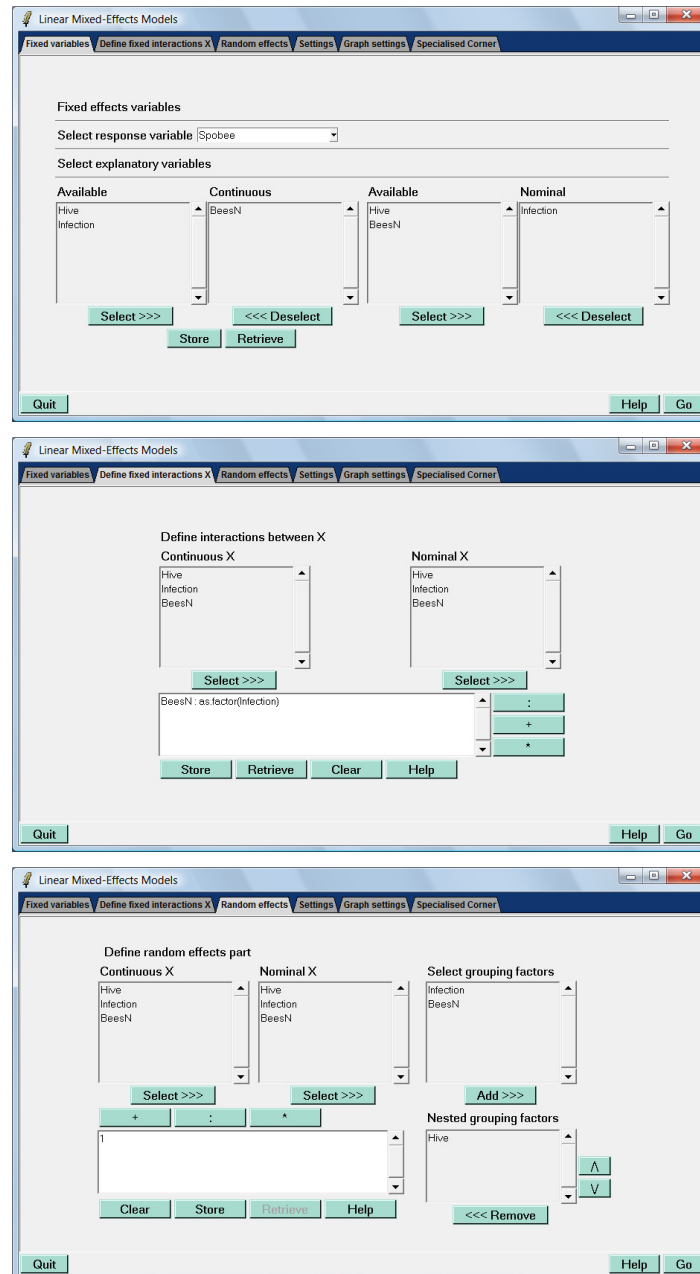 Linear Mixed-Effects Models
Fixed variables Define fixed interactions X Random effects Settings Graph settings Specialised Corner
Fixed effects variables
Select response variable Spobee
Select explanatory variables
Available Continuous Available Nominal
Hive BeesN Hive Infection
Infection BeesN
Select >>> <<< Deselect Select >>> <<< Deselect
Store Retrieve
Quit Help Go
Linear Mixed-Effects Models
Fixed variables Define fixed interactions X Random effects Settings Graph settings Specialised Corner
Define interactions between X
Continuous X Nominal X
Hive Hive
Infection Infection
BeesN BeesN
Select >>> Select >>>
BeesN : as.factor(Infection) :
+
*
Store Retrieve Clear Help
Quit Help Go
Linear Mixed-Effects Models
Fixed variables Define fixed interactions X Random effects Settings Graph settings Specialised Corner
Define random effects part
Continuous X Nominal X Select grouping factors
Hive Hive Infection
Infection Infection BeesN
BeesN BeesN
Select >>> Select >>> Add >>>
+ : * Nested grouping factors
1 Hive
/\
\/
Clear Store Retrieve Help <<< Remove
Quit Help Go